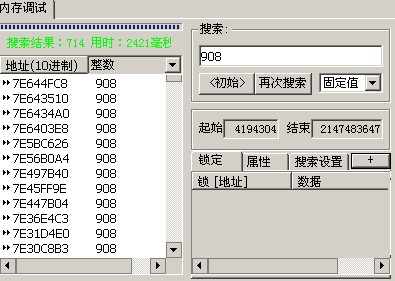 内存调试
搜索结果：714 用时：2421毫秒
地址(10进制) 整数
7E644FC8 908
7E643510 908
7E6434A0 908
7E6403E8 908
7E5BC626 908
7E56B0A4 908
7E497B40 908
7E45FF9E 908
7E447B04 908
7E36E4C3 908
7E31D4E0 908
7E30C8B3 908
搜索:
908
<初始> 再次搜索 固定值
起始 4194304 结束 2147483647
锁定 属性 搜索设置 +
锁 [地址] 数据